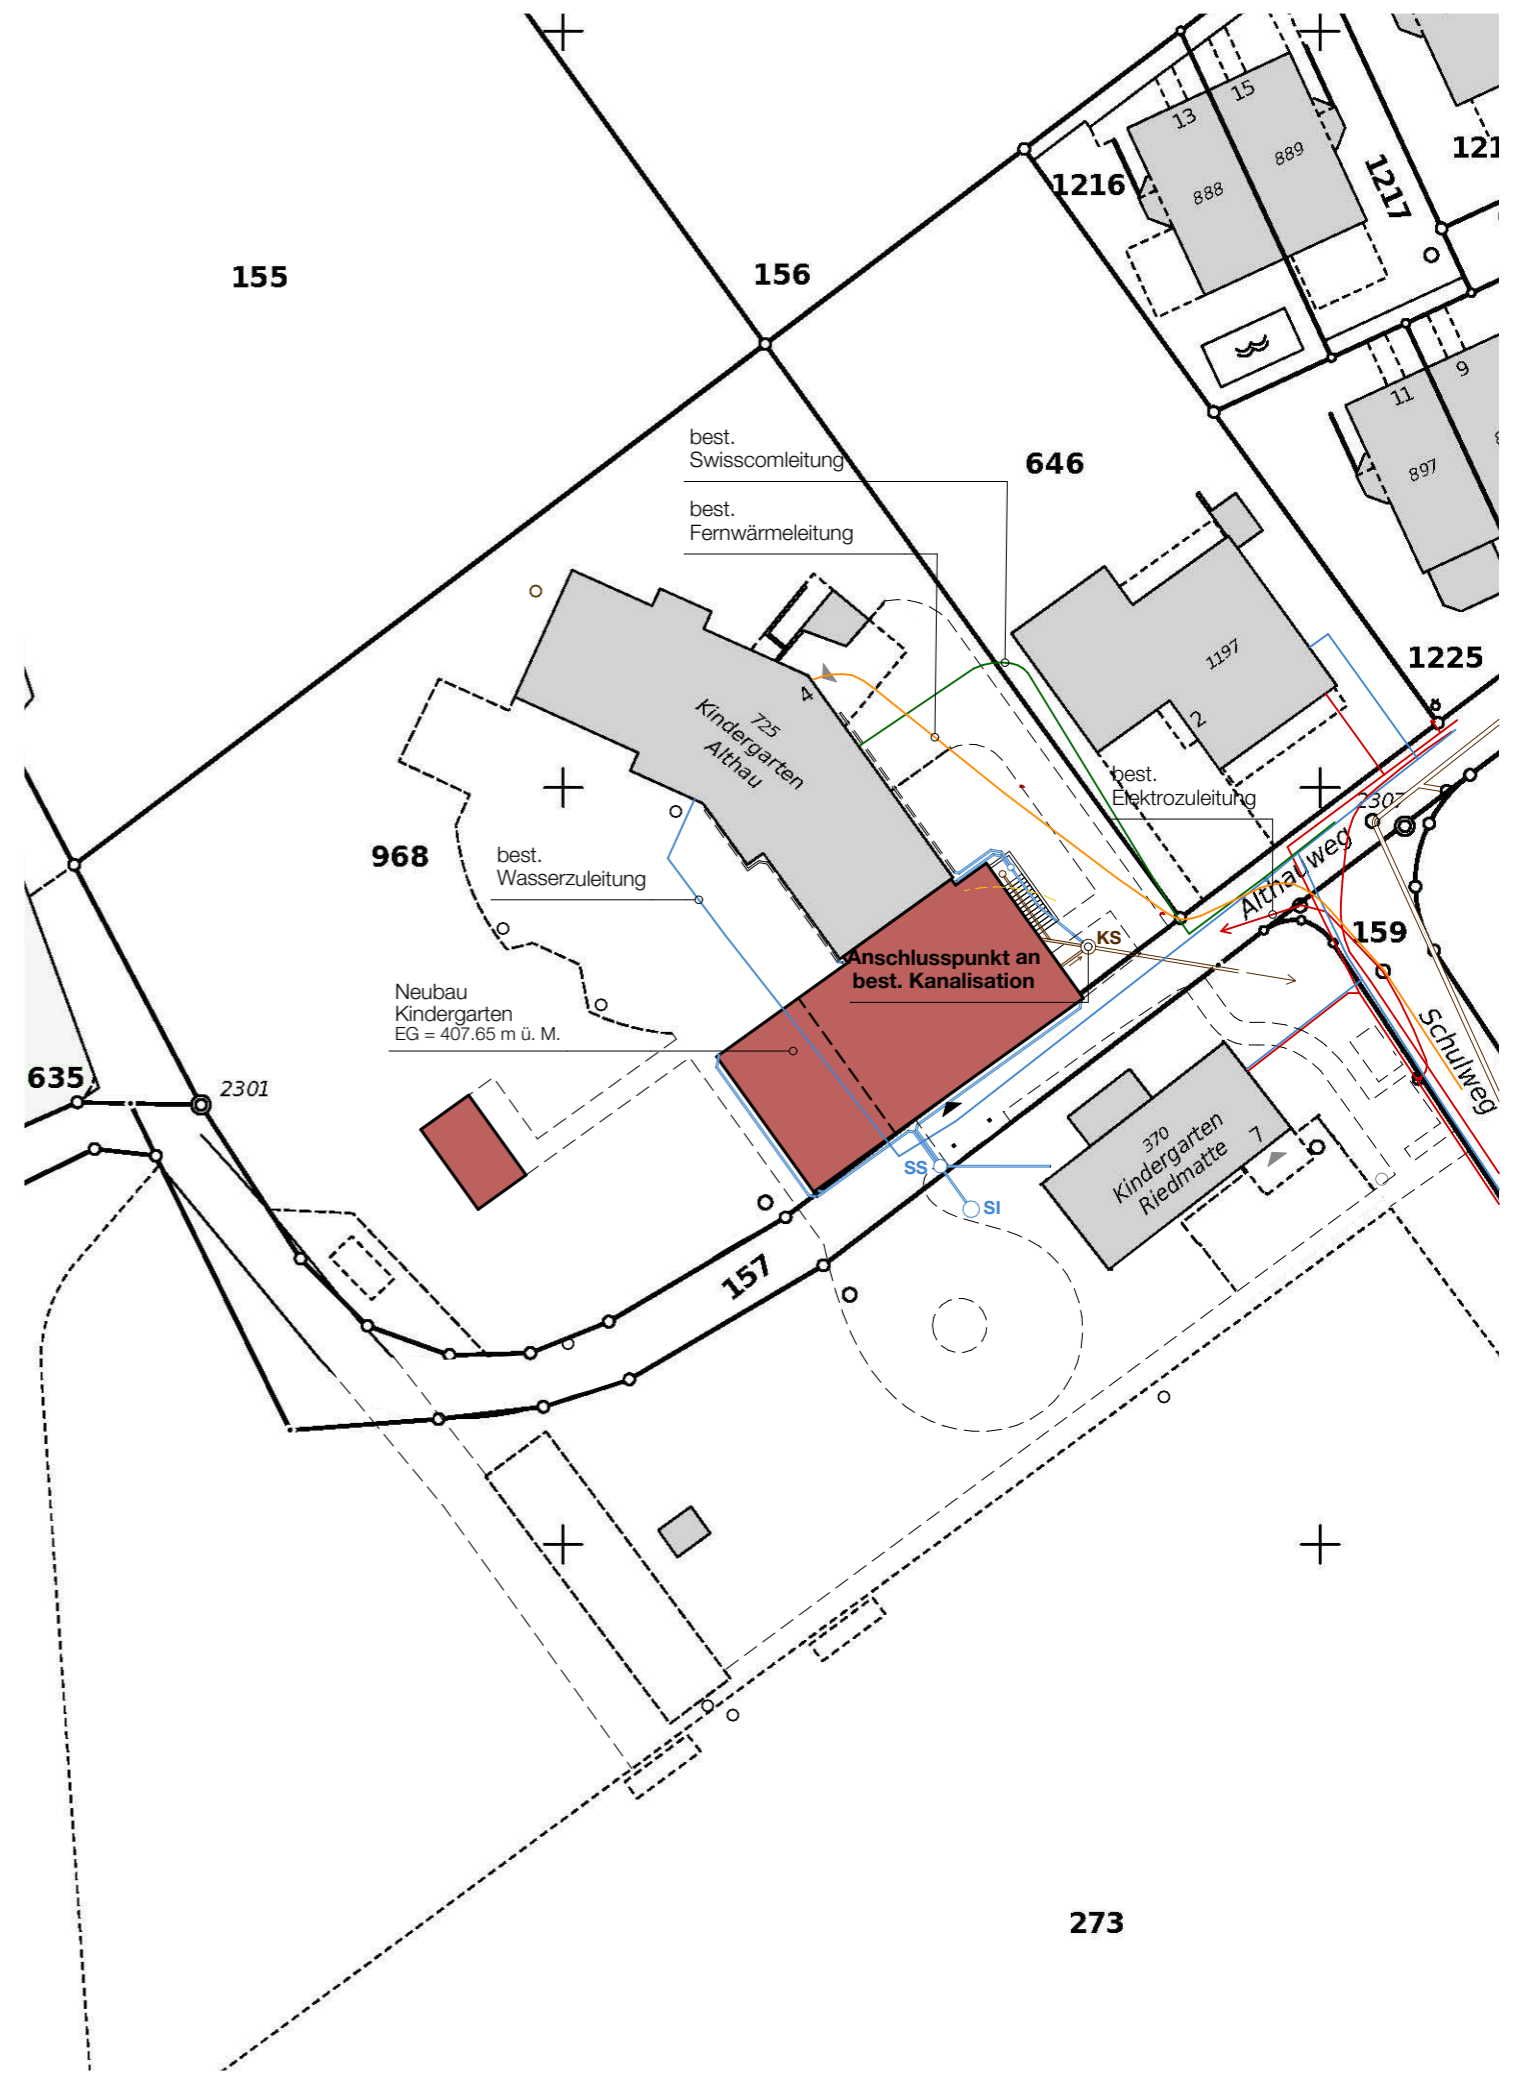 13
15
888
889
1216
1217
121
155
156
11
9
897
best.
Swisscomleitung
646
best.
Fernwärmeleitung
1197
2
1225
4
725
Kindergarten
Althau
best.
Elektrozuleitung
2307
Althauweg
968
best.
Wasserzuleitung
159
KS
Anschlusspunkt an
best. Kanalisation
Neubau
Kindergarten
EG = 407.65 m ü. M.
Schulweg
635
2301
370
Kindergarten
Riedmatte
7
SS
SI
157
273